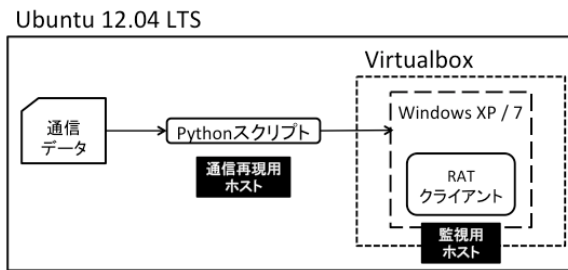 Ubuntu 12.04 LTS
Virtualbox
Windows XP / 7
通信
データ
Pythonスクリプト
通信再現用
ホスト
RAT
クライアント
監視用
ホスト